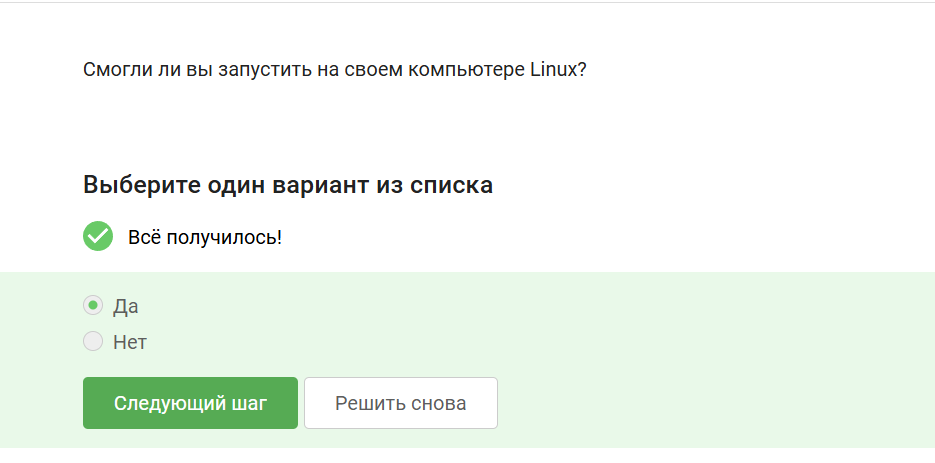 Смогли ли вы запустить на своем компьютере Linux?
Выберите один вариант из списка
Всё получилось!
Да
Нет
Следующий шаг
Решить снова